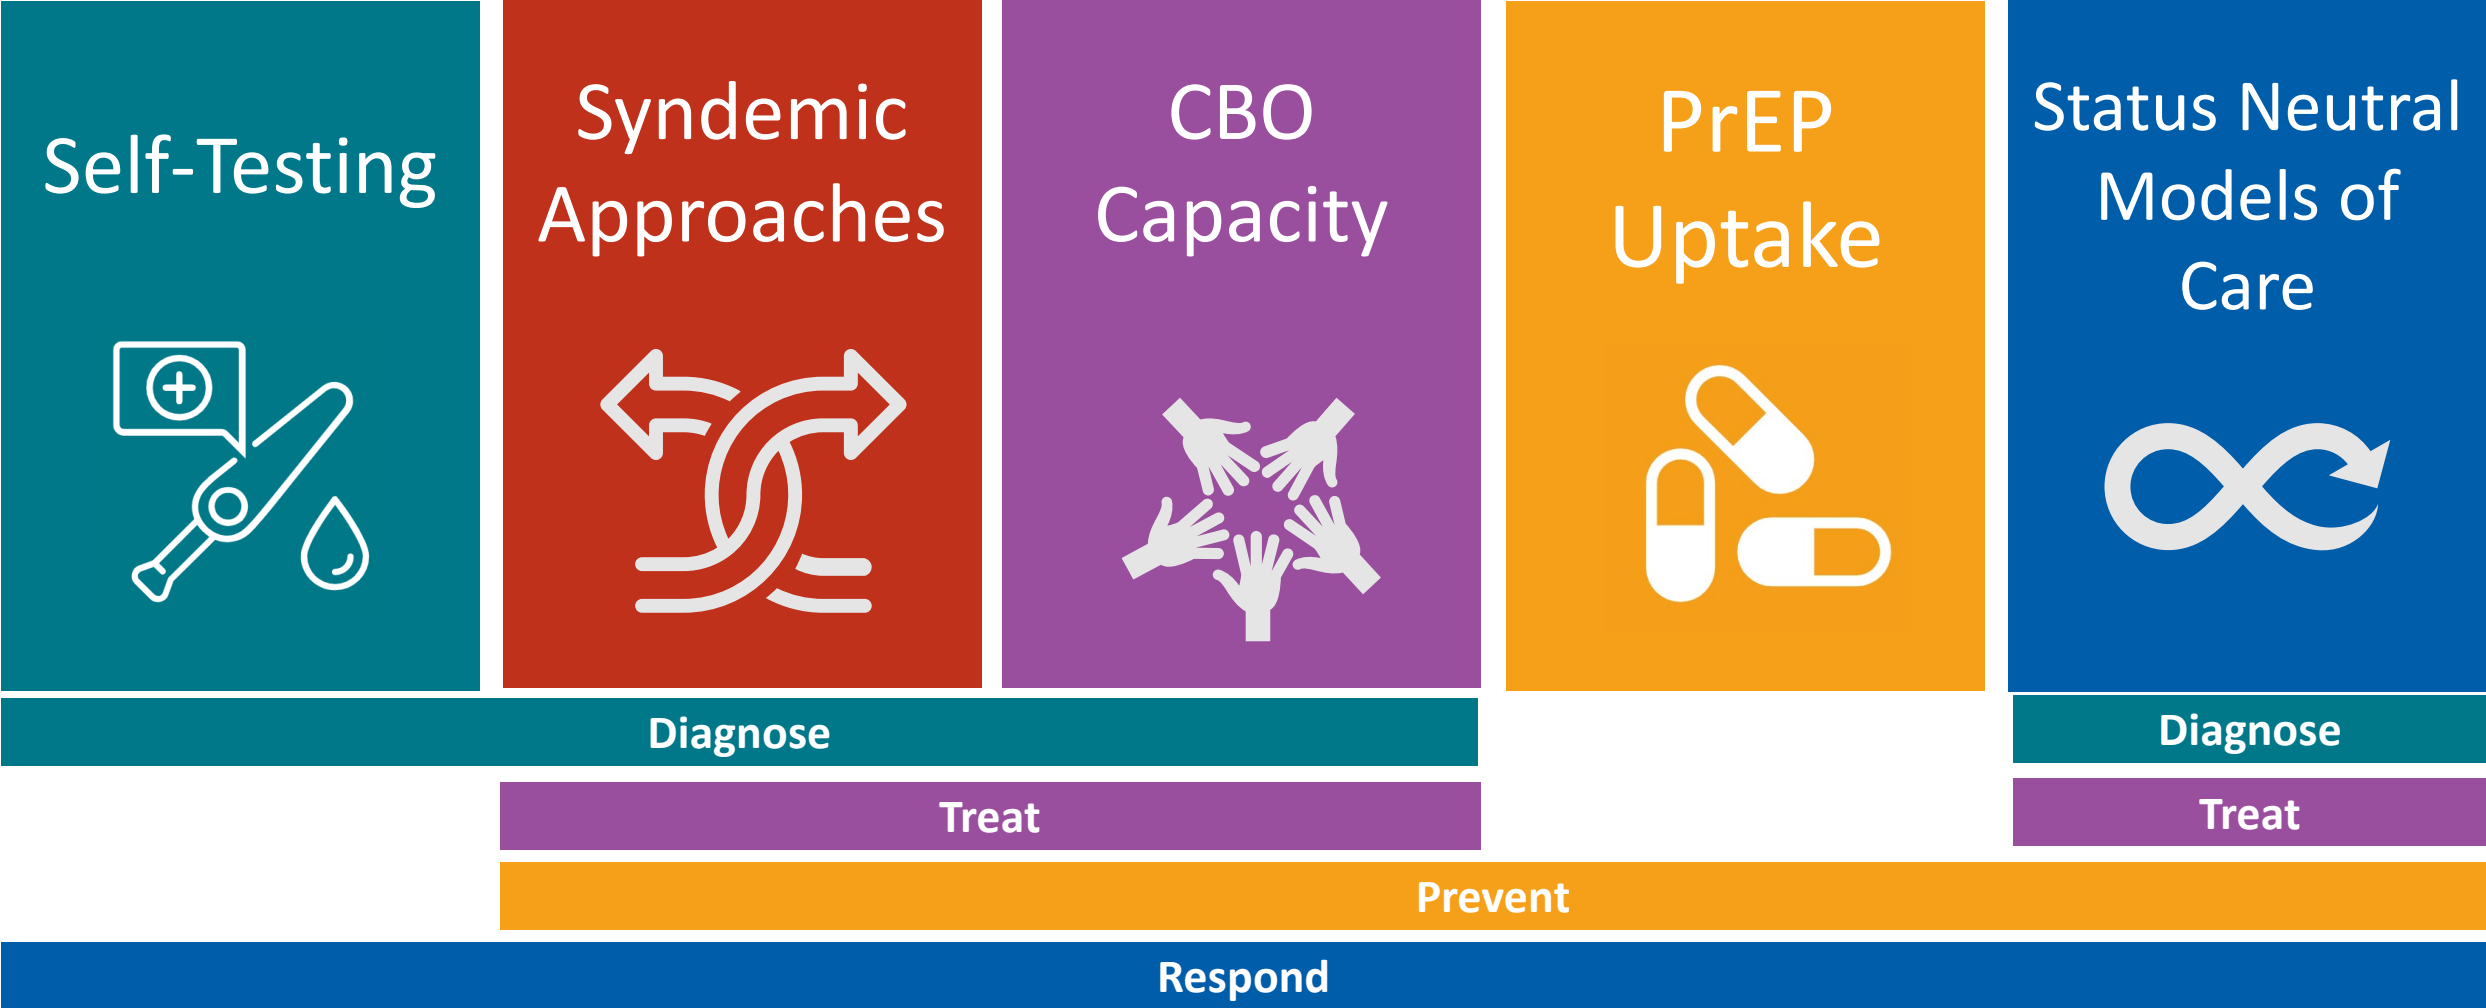 Self-Testing
Syndemic
Approaches
CBO
Capacity
PrEP
Uptake
Status Neutral
Models of
Care
Diagnose
Diagnose
Treat
Treat
Prevent
Respond